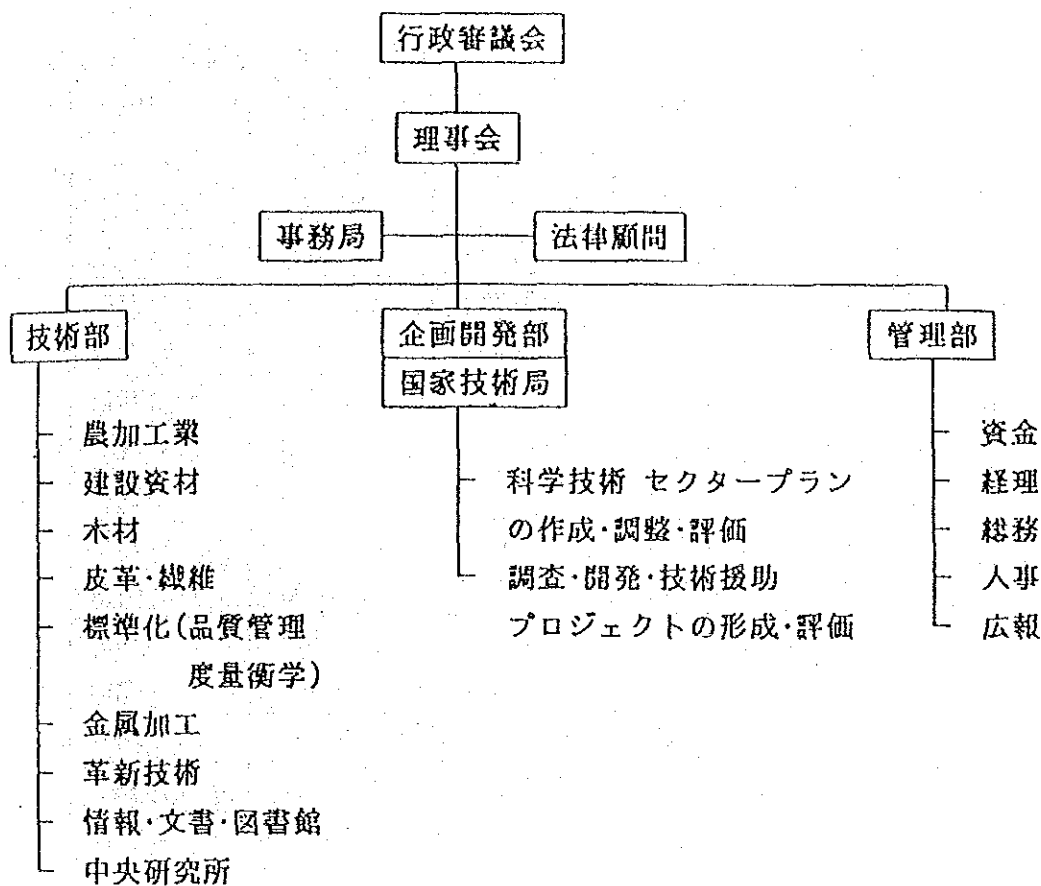 行政審議会
理事会
事務局
法律顧問
技術部
農加工業
建設資材
木材
皮革·繊維
標準化(品質管理
度量衡学)
金属加工
革新技術
情報·文書·図書館
中央研究所
企画開発部
国家技術局
科学技術 セクタープラン
の作成·調整·評価
調査·開発·技術援助
プロジェクトの形成·評価
管理部
資金
経理
総務
人事
広報